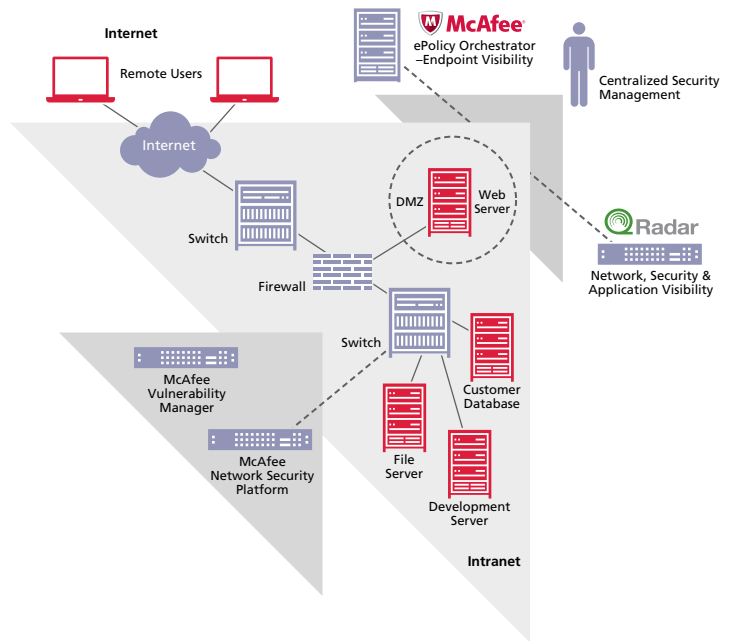 Internet
Remote Users
Internet
McAfee®
ePolicy Orchestrator
–Endpoint Visibility
Centralized Security
Management
Switch
DMZ
Web
Server
QRadar
Network, Security &
Application Visibility
Firewall
Switch
McAfee
Vulnerability
Manager
Customer
Database
McAfee
Network Security
Platform
File
Server
Development
Server
Intranet